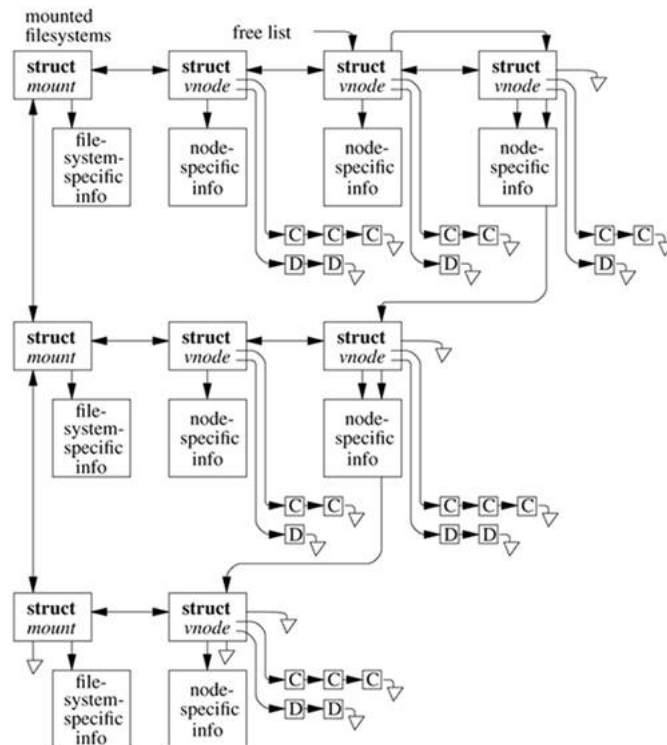 mounted
filesystems
free list
struct
mount
struct
vnode
struct
vnode
struct
vnode
file-
system-
specific
info
node-
specific
info
node-
specific
info
node-
specific
info
C C C
D D
C C
D
C C
D
struct
mount
struct
vnode
struct
vnode
file-
system-
specific
info
node-
specific
info
node-
specific
info
C C
D
C C C
D D
struct
mount
struct
vnode
file-
system-
specific
info
node-
specific
info
C C C
D D